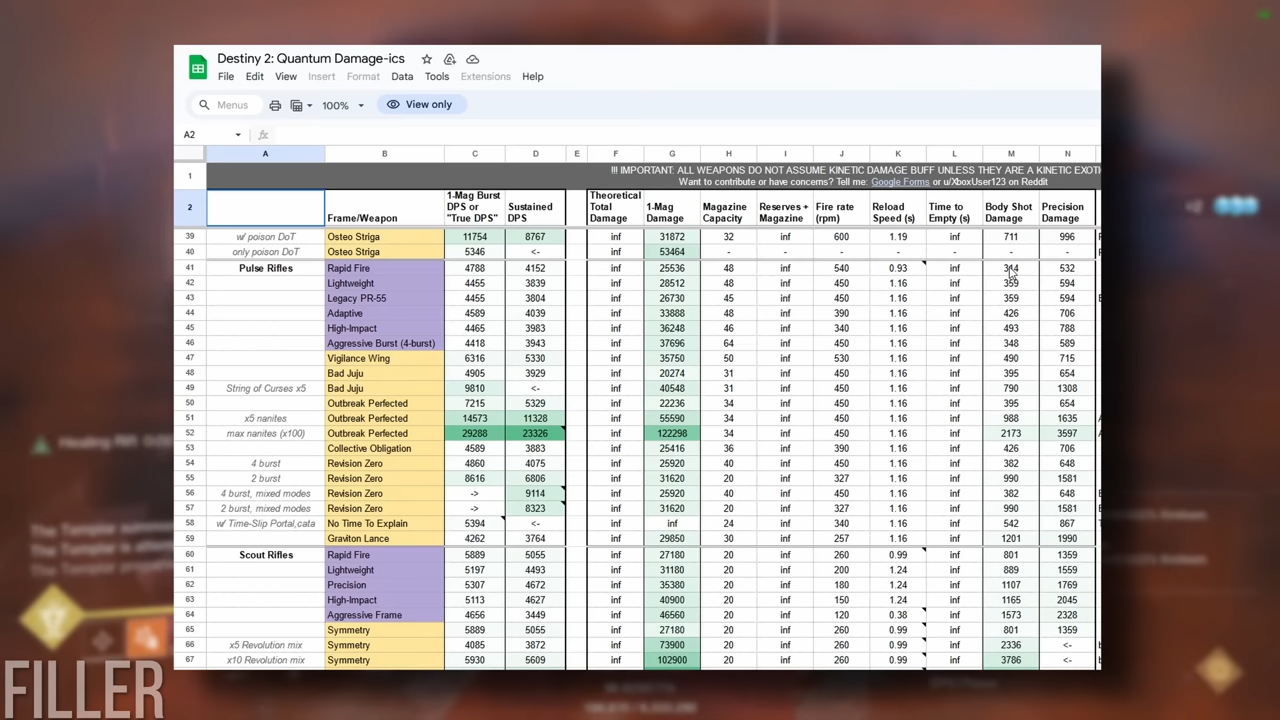 Destiny 2: Quantum Damage-ics
File Edit View Insert Format Data Tools Extensions Help
Menus 100% View only
A2 fx
A B C D E F G H I J K L M N
1 !!! IMPORTANT: ALL WEAPONS DO NOT ASSUME KINETIC DAMAGE BUFF UNLESS THEY ARE A KINETIC EXOTI
Want to contribute or have concerns? Tell me: Google Forms or u/XboxUser123 on Reddit
2 Frame/Weapon 1-Mag Burst DPS or "True DPS" Sustained DPS Theoretical Total Damage 1-Mag Damage Magazine Capacity Reserves + Magazine Fire rate (rpm) Reload Speed (s) Time to Empty (s) Body Shot Damage Precision Damage
39 w/ poison DoT Osteo Striga 11754 8767 inf 31872 32 inf 600 1.19 inf 711 996
40 only poison DoT Osteo Striga 5346 <- inf 53464 - - - - - - -
41 Pulse Rifles Rapid Fire 4788 4152 inf 25536 48 inf 540 0.93 inf 532
42 Lightweight 4455 3839 inf 28512 48 inf 450 1.16 inf 359 594
43 Legacy PR-55 4455 3804 inf 26730 45 inf 450 1.16 inf 359 594
44 Adaptive 4589 4039 inf 33888 48 inf 390 1.16 inf 426 706
45 High-Impact 4465 3983 inf 36248 46 inf 340 1.16 inf 493 788
46 Aggressive Burst (4-burst) 4418 3943 inf 37696 64 inf 450 1.16 inf 348 589
47 Vigilance Wing 6316 5330 inf 35750 50 inf 530 1.16 inf 490 715
48 Bad Juju 4905 3929 inf 20274 31 inf 450 1.16 inf 395 654
49 String of Curses x5 Bad Juju 9810 <- inf 40548 31 inf 450 1.16 inf 790 1308
50 Outbreak Perfected 7215 5329 inf 22236 34 inf 450 1.16 inf 395 654
51 x5 nanites Outbreak Perfected 14573 11328 inf 55590 34 inf 450 1.16 inf 988 1635
52 max nanites (x100) Outbreak Perfected 29288 23326 inf 122298 34 inf 450 1.16 inf 2173 3597
53 Collective Obligation 4589 3883 inf 25416 36 inf 390 1.16 inf 426 706
54 4 burst Revision Zero 4860 4075 inf 25920 40 inf 450 1.16 inf 382 648
55 2 burst Revision Zero 8616 6806 inf 31620 20 inf 327 1.16 inf 990 1581
56 4 burst, mixed modes Revision Zero -> 9114 inf 25920 40 inf 450 1.16 inf 382 648
57 2 burst, mixed modes Revision Zero -> 8323 inf 31620 20 inf 327 1.16 inf 990 1581
58 w/ Time-Slip Portal,cata No Time To Explain 5394 <- inf inf 24 inf 340 1.16 inf 542 867
59 Graviton Lance 4262 3764 inf 29850 30 inf 257 1.16 inf 1201 1990
60 Scout Rifles Rapid Fire 5889 5055 inf 27180 20 inf 260 0.99 inf 801 1359
61 Lightweight 5197 4493 inf 31180 20 inf 200 1.24 inf 889 1559
62 Precision 5307 4672 inf 35380 20 inf 180 1.24 inf 1107 1769
63 High-Impact 5113 4627 inf 40900 20 inf 150 1.24 inf 1165 2045
64 Aggressive Frame 4656 3449 inf 46560 20 inf 120 0.38 inf 1573 2328
65 Symmetry 5889 5055 inf 27180 20 inf 260 0.99 inf 801 1359
66 x5 Revolution mix Symmetry 4085 3872 inf 73900 20 inf 260 0.99 inf 2336 <-
67 x10 Revolution mix Symmetry 5930 5609 inf 102900 20 inf 260 0.99 inf 3786 <-
FILLER